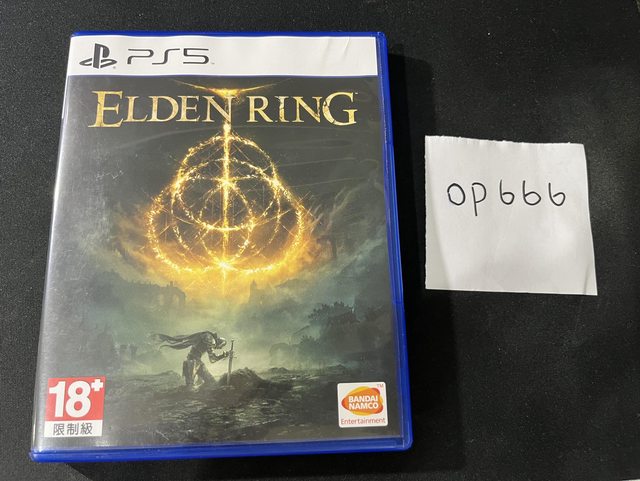 PS5
ELDEN RING
op666
18+
限制級
BANDAI
NAMCO
Entertainment